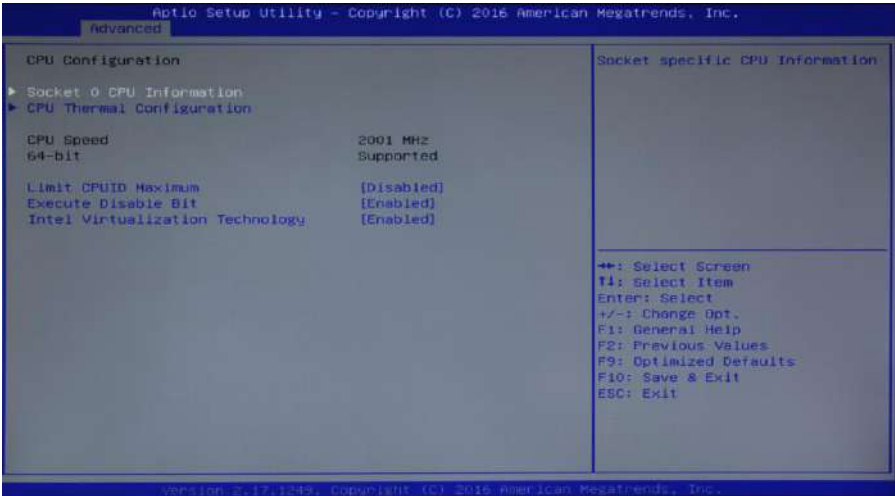 Aptio Setup Utility – Copyright (C) 2016 American Megatrends, Inc.
Advanced
CPU Configuration
Socket specific CPU Information
Socket 0 CPU Information
CPU Thermal Configuration
CPU Speed 2001 MHz
64-bit Supported
Limit CPUID Maximum [Disabled]
Execute Disable Bit [Enabled]
Intel Virtualization Technology [Enabled]
→←: Select Screen
↑↓: Select Item
Enter: Select
+/-: Change Opt.
F1: General Help
F2: Previous Values
F9: Optimized Defaults
F10: Save & Exit
ESC: Exit
Version 2.17.1249. Copyright (C) 2016 American Megatrends, Inc.